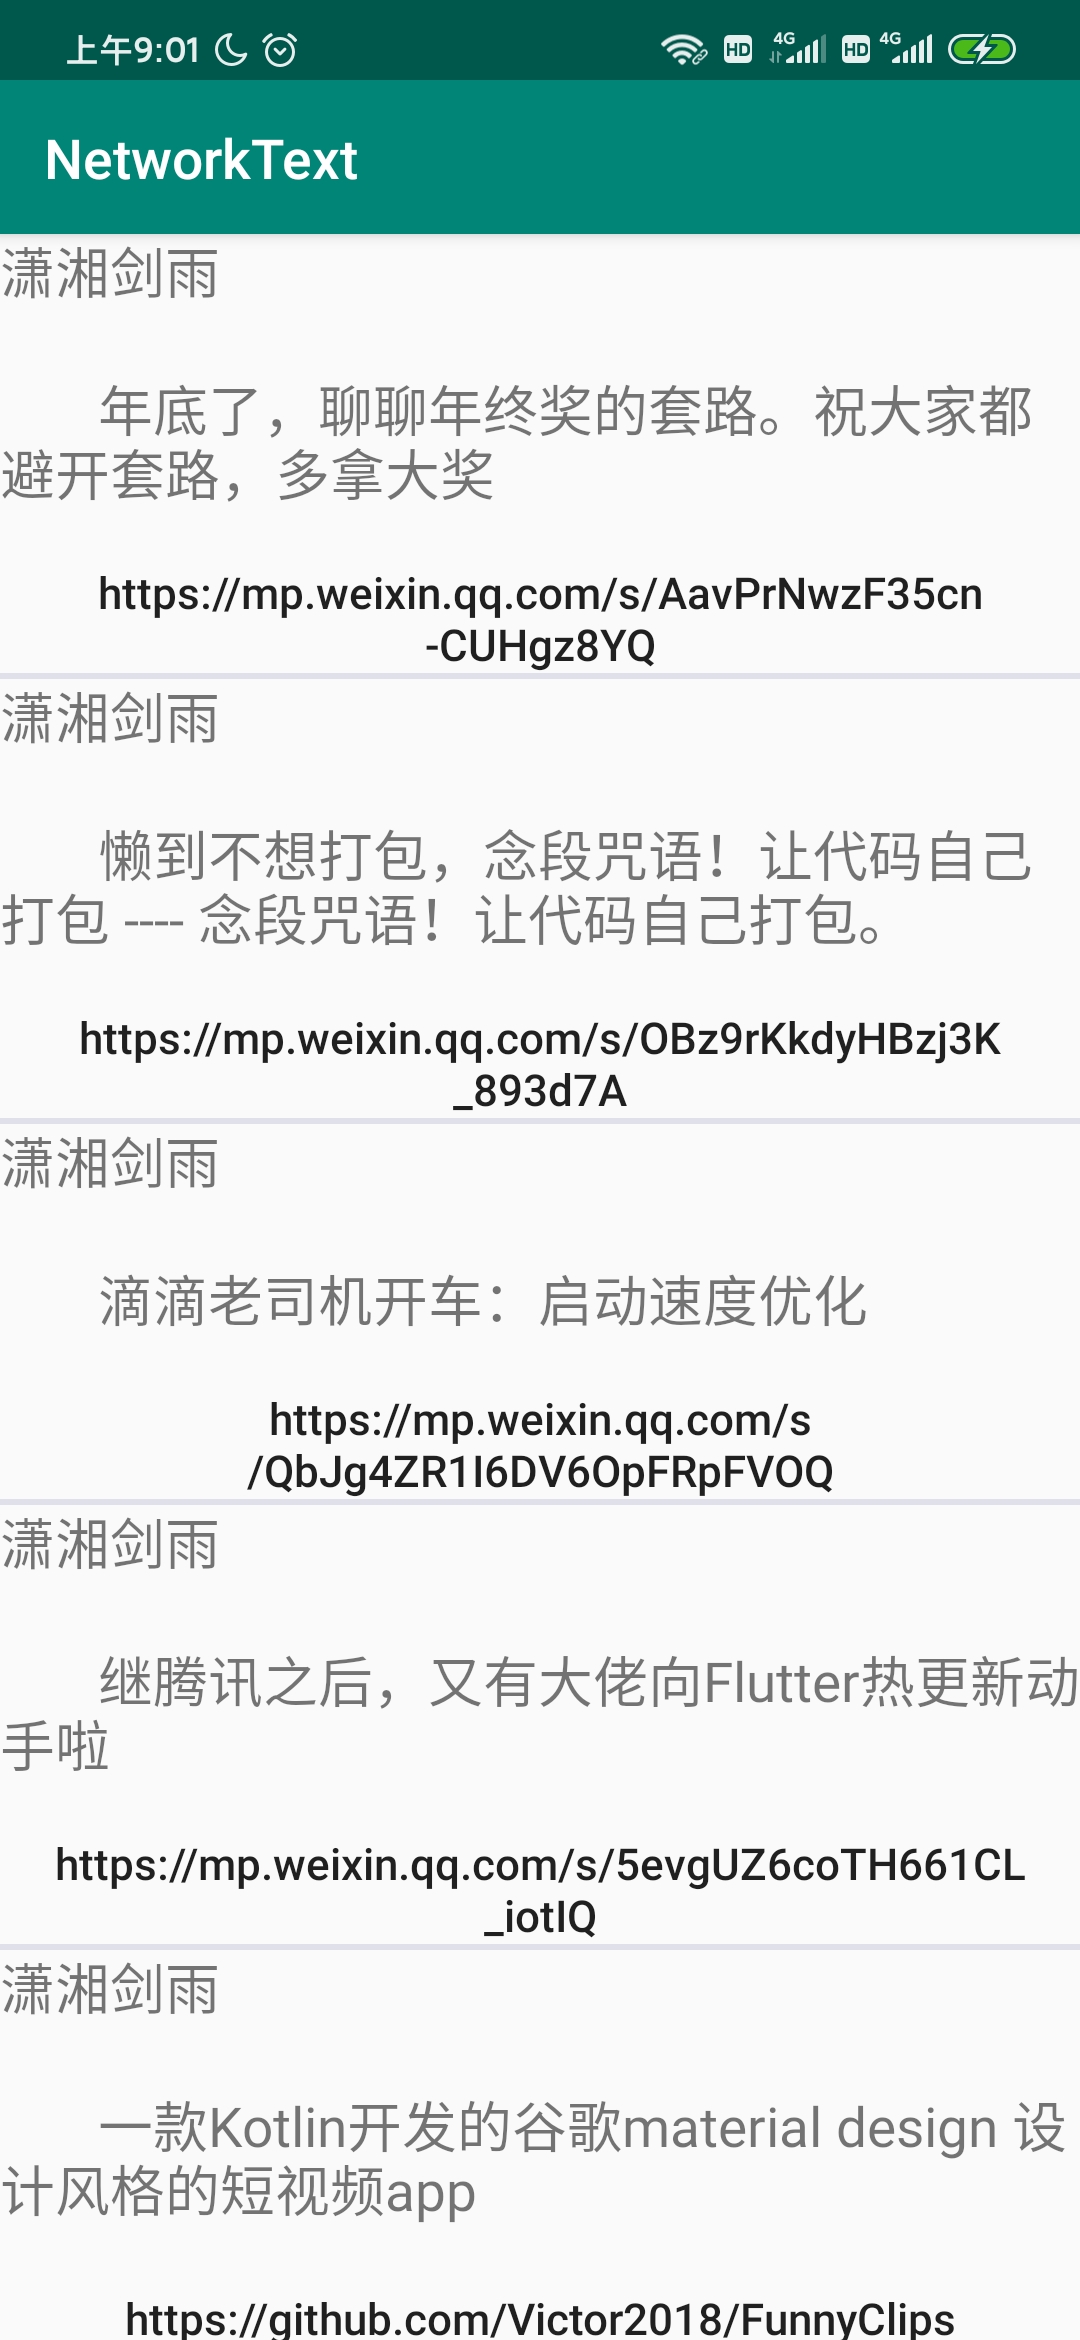 上午9:01 HD 4G HD 4G
NetworkText
潇湘剑雨
年底了，聊聊年终奖的套路。祝大家都
避开套路，多拿大奖
https://mp.weixin.qq.com/s/AavPrNwzF35cn
-CUHgz8YQ
潇湘剑雨
懒到不想打包，念段咒语！让代码自己
打包 ---- 念段咒语！让代码自己打包。
https://mp.weixin.qq.com/s/OBz9rKkdyHBzj3K
_893d7A
潇湘剑雨
滴滴老司机开车：启动速度优化
https://mp.weixin.qq.com/s
/QbJg4ZR1I6DV6OpFRpFVOQ
潇湘剑雨
继腾讯之后，又有大佬向Flutter热更新动
手啦
https://mp.weixin.qq.com/s/5evgUZ6coTH661CL
_iotIQ
潇湘剑雨
一款Kotlin开发的谷歌material design 设
计风格的短视频app
https://github.com/Victor2018/FunnyClips